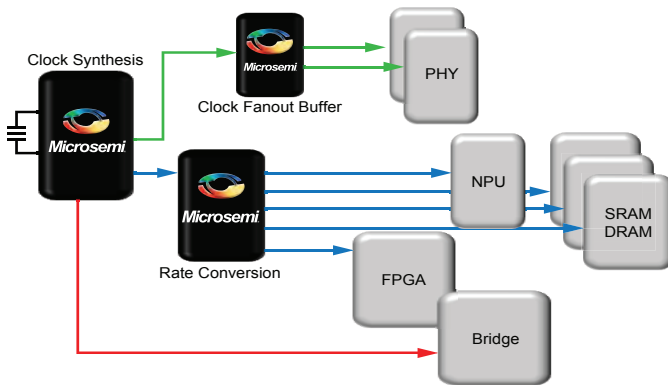 Clock Synthesis
Microsemi
Microsemi
Clock Fanout Buffer
PHY
Microsemi
Rate Conversion
NPU
SRAM
DRAM
FPGA
Bridge